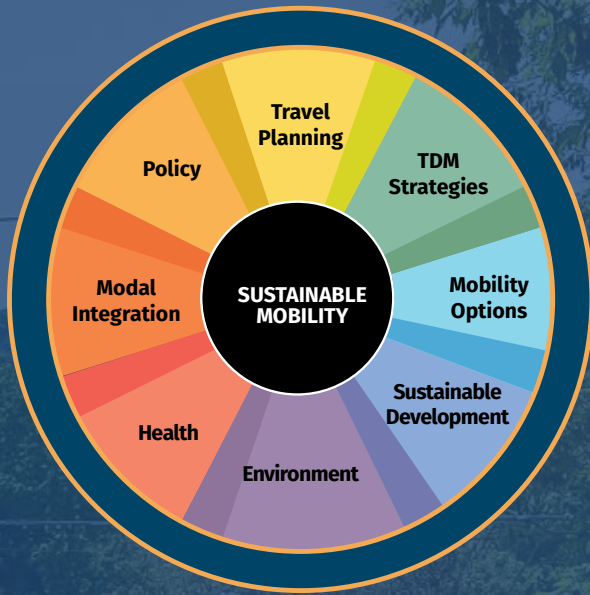 Travel
Planning
TDM
Strategies
Mobility
Options
Sustainable
Development
Environment
Health
Modal
Integration
Policy
SUSTAINABLE
MOBILITY